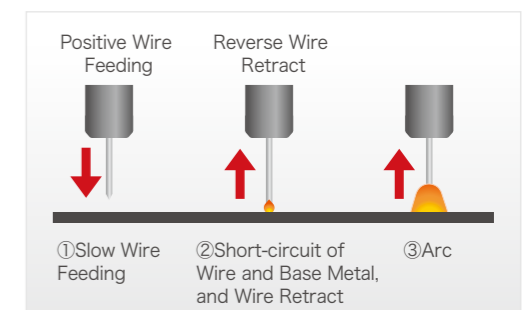 Positive Wire
Feeding
Reverse Wire
Retract
①Slow Wire
Feeding
②Short-circuit of
Wire and Base Metal,
and Wire Retract
③Arc